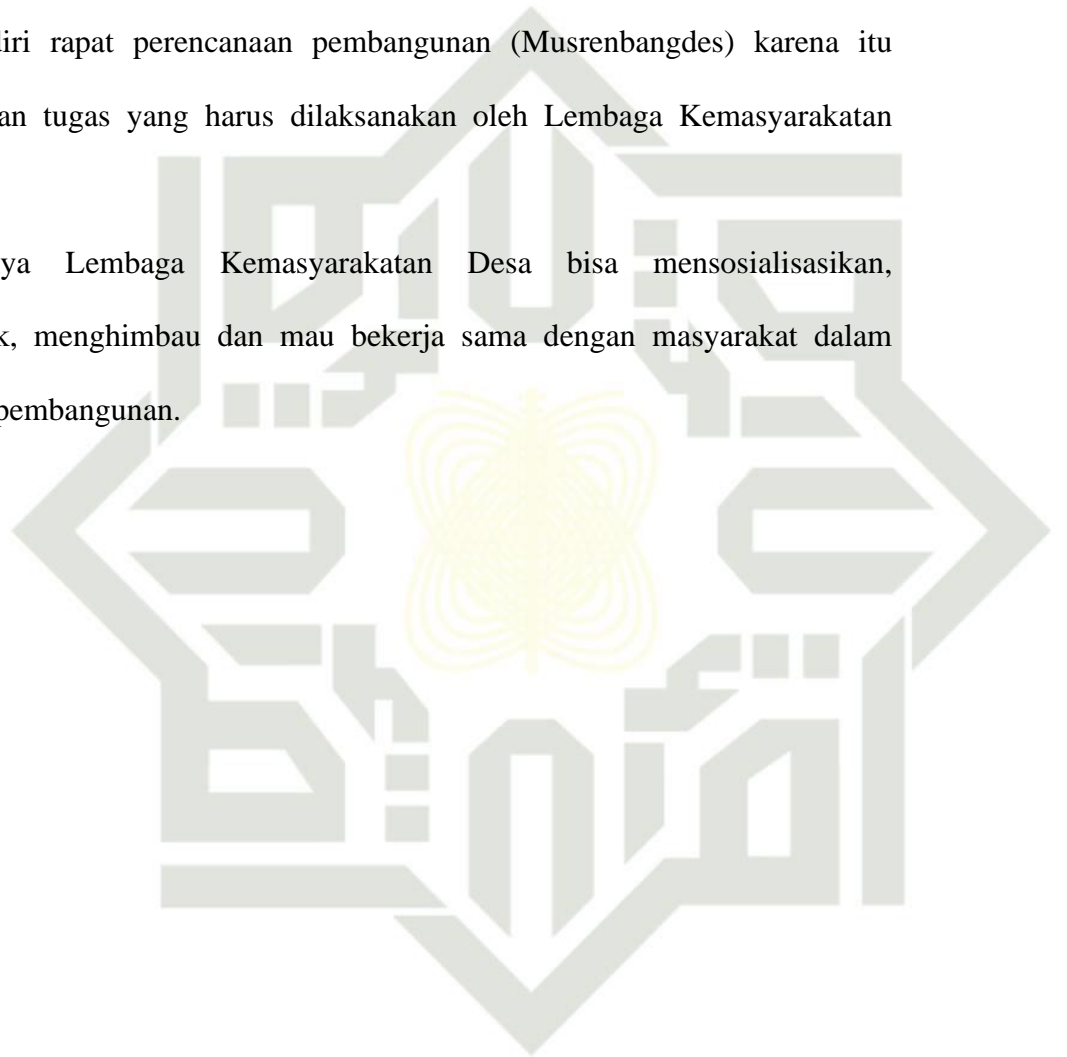 diri rapat perencanaan pembangunan (Musrenbangdes) karena itu
an tugas yang harus dilaksanakan oleh Lembaga Kemasyarakatan
ya Lembaga Kemasyarakatan Desa bisa mensosialisasikan,
k, menghimbau dan mau bekerja sama dengan masyarakat dalam
pembangunan.